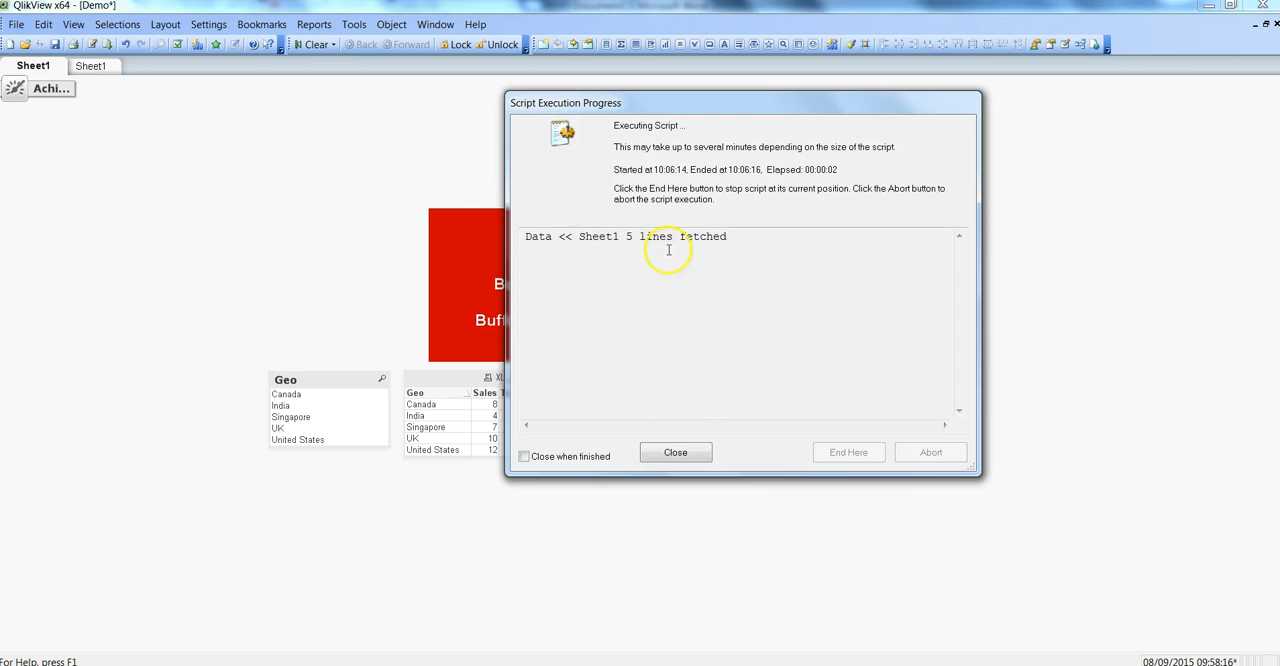 QlikView x64 - [Demo*]
File Edit View Selections Layout Settings Bookmarks Reports Tools Object Window Help
Clear Back Forward Lock Unlock
Sheet1 Sheet1
Achi...
Script Execution Progress
Executing Script ...
This may take up to several minutes depending on the size of the script.
Started at 10:06:14, Ended at 10:06:16, Elapsed: 00:00:02
Click the End Here button to stop script at its current position. Click the Abort button to
abort the script execution.
Data << Sheet1 5 lines fetched
Close when finished Close End Here Abort
Geo
Canada
India
Singapore
UK
United States
XL
Geo Sales
Canada 8
India 4
Singapore 7
UK 10
United States 12
For Help, press F1
08/09/2015 09:58:16*